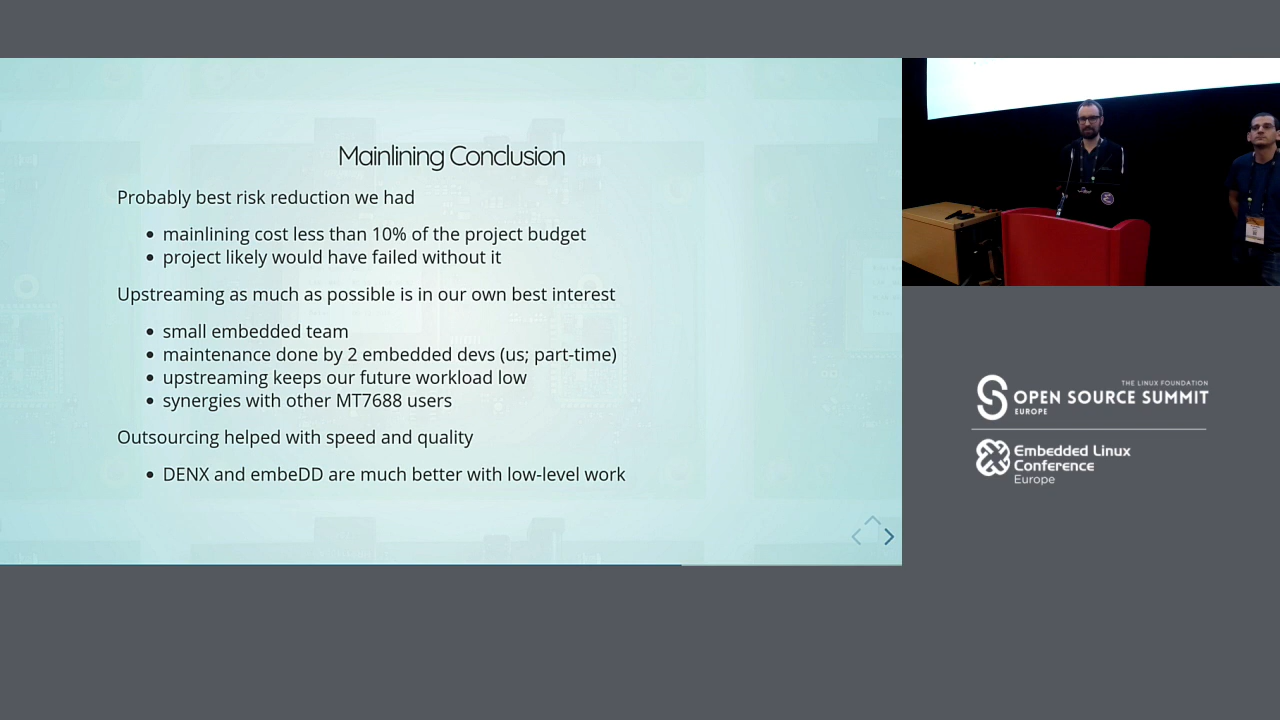 Mainlining Conclusion
Probably best risk reduction we had
mainlining cost less than 10% of the project budget
project likely would have failed without it
Upstreaming as much as possible is in our own best interest
small embedded team
maintenance done by 2 embedded devs (us; part-time)
upstreaming keeps our future workload low
synergies with other MT7688 users
Outsourcing helped with speed and quality
DENX and embeDD are much better with low-level work
THE LINUX FOUNDATION
OPEN SOURCE SUMMIT
EUROPE
Embedded Linux
Conference
Europe